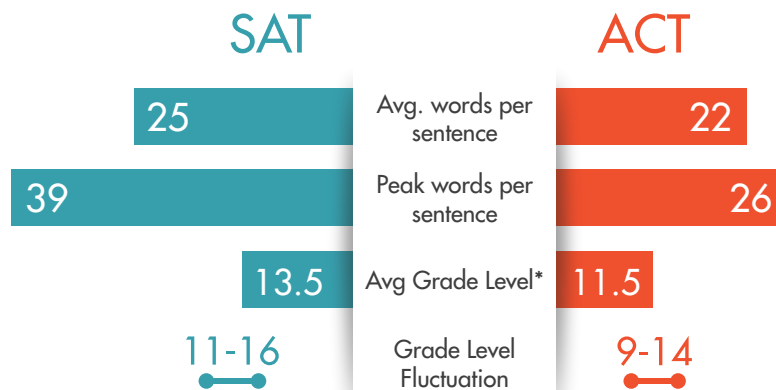 SAT
ACT
25
Avg. words per
sentence
22
39
Peak words per
sentence
26
13.5
Avg Grade Level*
11.5
11-16
Grade Level
Fluctuation
9-14